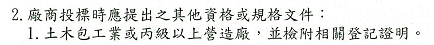 2.廠商投標時應提出之其他資格或規格文件：
1.土木包工業或丙級以上營造廠，並檢附相關登記證明。